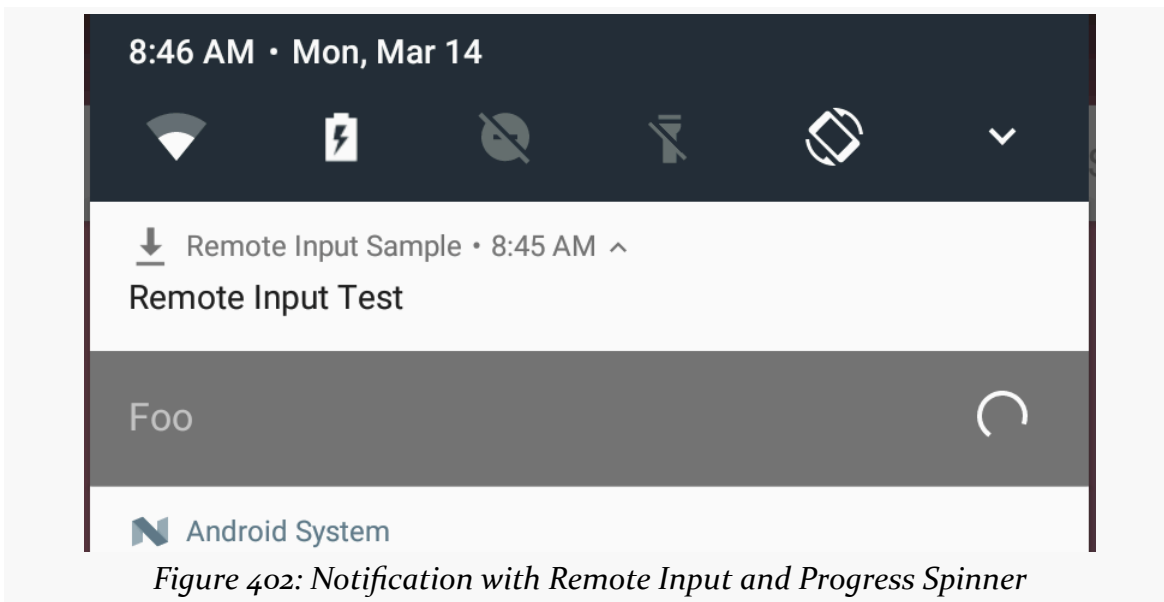 8:46 AM • Mon, Mar 14
Remote Input Sample • 8:45 AM
Remote Input Test
Foo
Android System
Figure 402: Notification with Remote Input and Progress Spinner